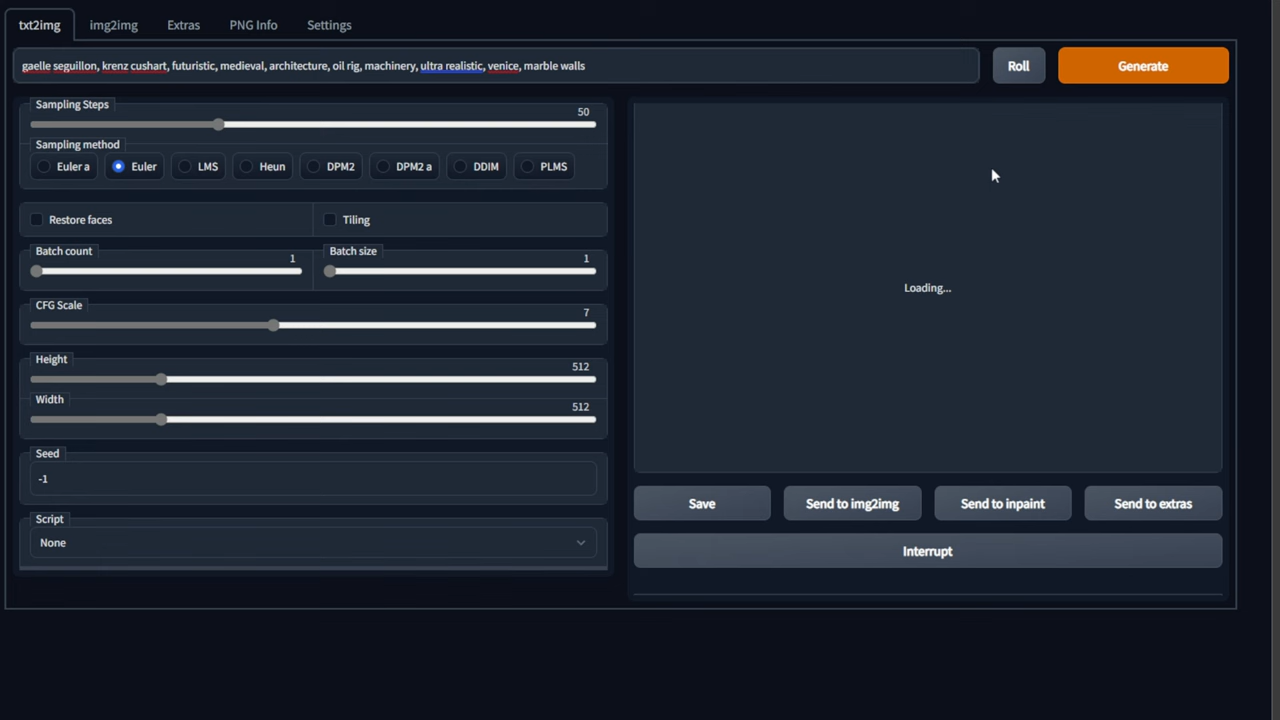 txt2img img2img Extras PNG Info Settings
gaelle seguillon, krenz cushart, futuristic, medieval, architecture, oil rig, machinery, ultra realistic, venice, marble walls
Roll
Generate
Sampling Steps
50
Sampling method
Euler a Euler LMS Heun DPM2 DPM2 a DDIM PLMS
Restore faces
Tiling
Batch count
1
Batch size
1
CFG Scale
7
Height
512
Width
512
Seed
-1
Script
None
Loading...
Save Send to img2img Send to inpaint Send to extras
Interrupt